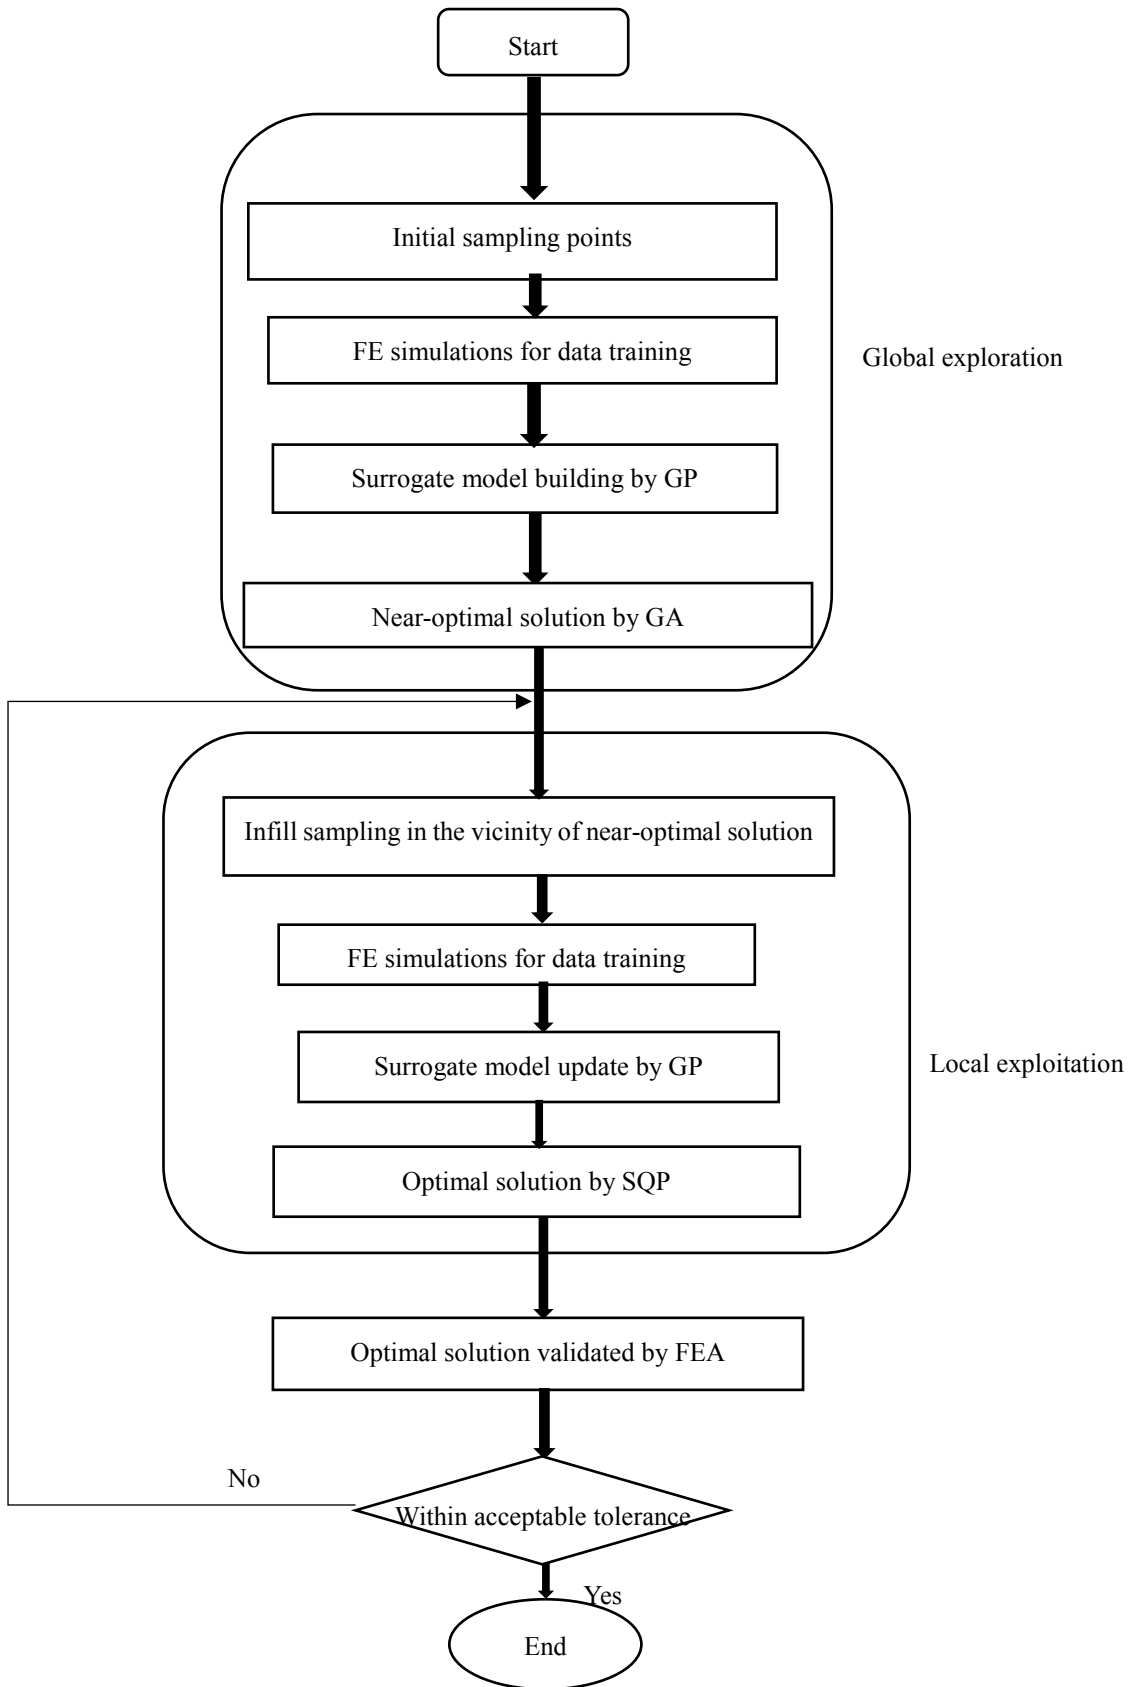 Start
Initial sampling points
FE simulations for data training
Global exploration
Surrogate model building by GP
Near-optimal solution by GA
Infill sampling in the vicinity of near-optimal solution
FE simulations for data training
Surrogate model update by GP
Local exploitation
Optimal solution by SQP
Optimal solution validated by FEA
No
Within acceptable tolerance
Yes
End